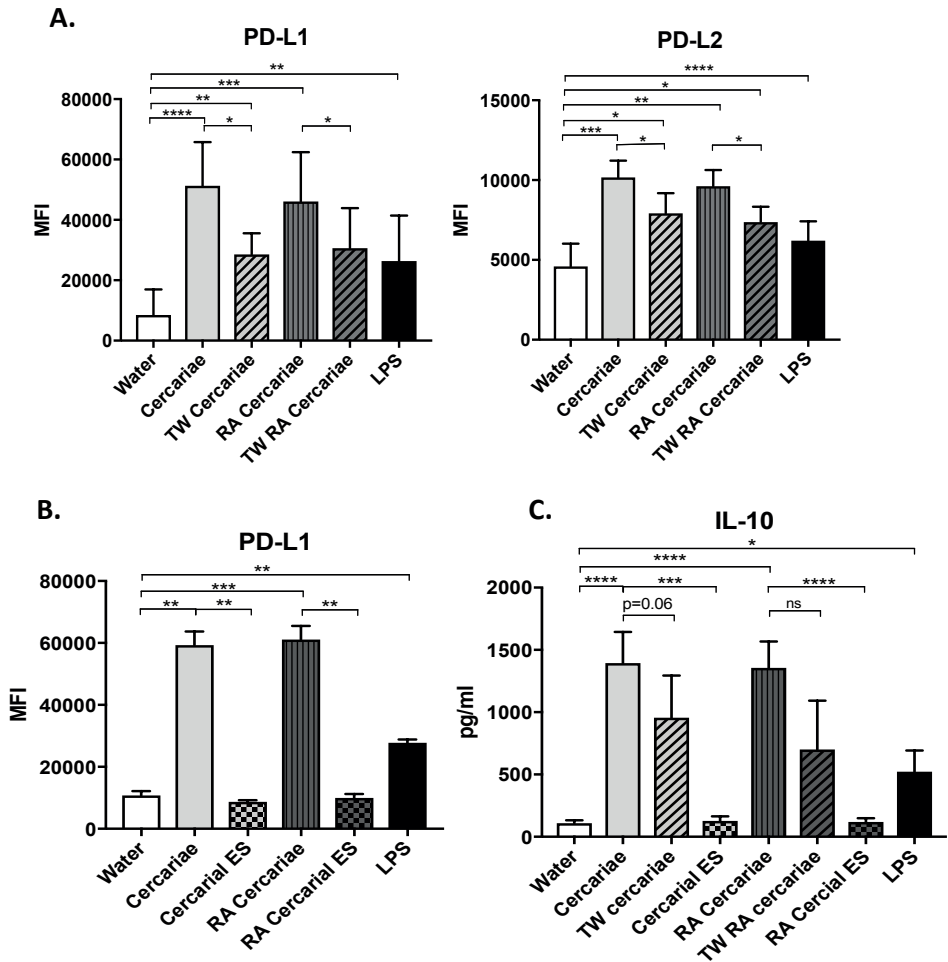 A.
PD-L1
**
***
**
****
*
*
80000
60000
40000
20000
0
MFI
Water
Cercariae
TW Cercariae
RA Cercariae
TW RA Cercariae
LPS
PD-L2
****
*
**
*
***
*
*
15000
10000
5000
0
MFI
Water
Cercariae
TW Cercariae
RA Cercariae
TW RA Cercariae
LPS
B.
PD-L1
**
***
**
**
**
80000
60000
40000
20000
0
MFI
Water
Cercariae
Cercarial ES
RA Cercariae
RA Cercarial ES
LPS
C.
IL-10
*
****
****
***
****
p=0.06
ns
2000
1500
1000
500
0
pg/ml
Water
Cercariae
TW cercariae
Cercarial ES
RA Cercariae
TW RA cercariae
RA Cercial ES
LPS